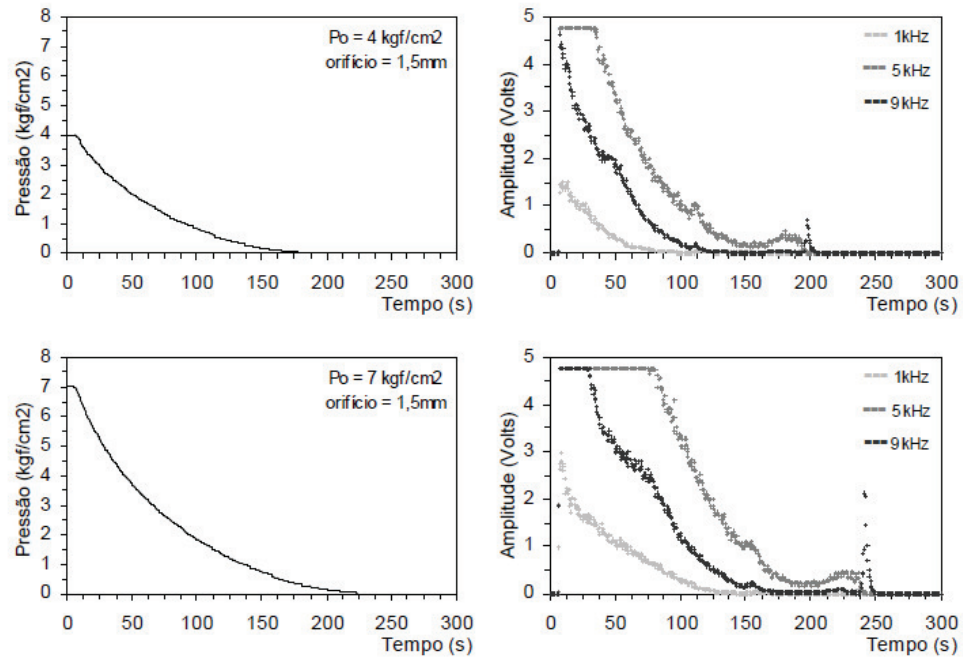 Po = 4 kgf/cm2
orifício = 1,5mm
Pressão (kgf/cm2)
8
7
6
5
4
3
2
1
0
0 50 100 150 200 250 300
Tempo (s)
1kHz
5kHz
9kHz
Amplitude (Volts)
5
4
3
2
1
0
0 50 100 150 200 250 300
Tempo (s)
Po = 7 kgf/cm2
orifício = 1,5mm
Pressão (kgf/cm2)
8
7
6
5
4
3
2
1
0
0 50 100 150 200 250 300
Tempo (s)
1kHz
5kHz
9kHz
Amplitude (Volts)
5
4
3
2
1
0
0 50 100 150 200 250 300
Tempo (s)